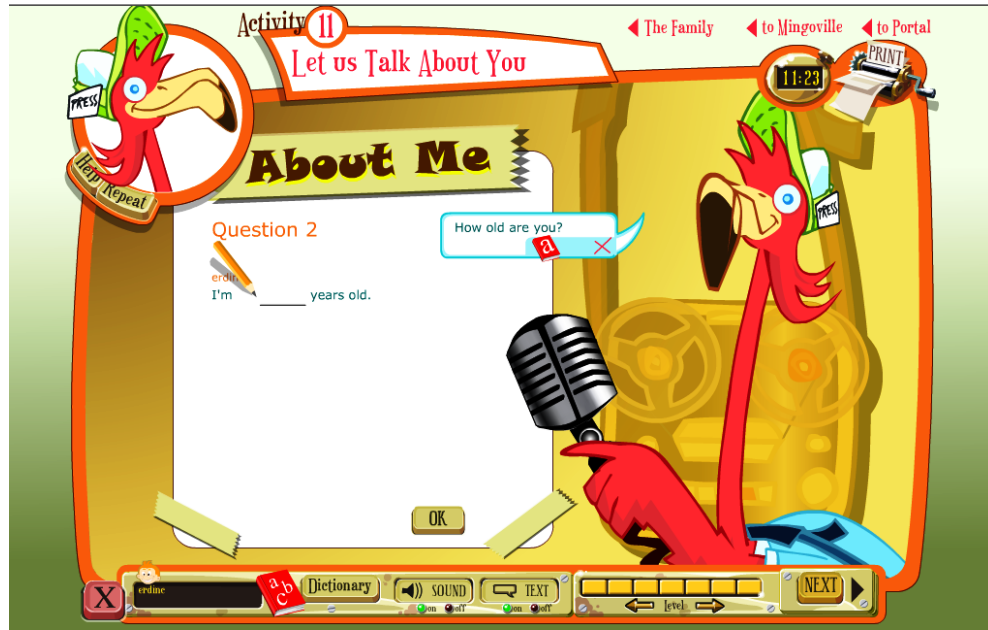 Activity 11
Let us Talk About You
The Family
to Mingoville
to Portal
PRESS
11:23
PRINT
Help
Repeat
About Me
Question 2
How old are you?
a
PRESS
I'm _____ years old.
OK
X
erdinc
a b c
Dictionary
SOUND
on off
TEXT
on off
Level
NEXT